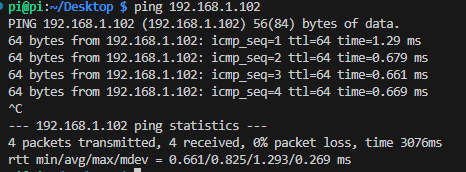 pi@pi:~/Desktop $ ping 192.168.1.102
PING 192.168.1.102 (192.168.1.102) 56(84) bytes of data.
64 bytes from 192.168.1.102: icmp_seq=1 ttl=64 time=1.29 ms
64 bytes from 192.168.1.102: icmp_seq=2 ttl=64 time=0.679 ms
64 bytes from 192.168.1.102: icmp_seq=3 ttl=64 time=0.661 ms
64 bytes from 192.168.1.102: icmp_seq=4 ttl=64 time=0.669 ms
^C
--- 192.168.1.102 ping statistics ---
4 packets transmitted, 4 received, 0% packet loss, time 3076ms
rtt min/avg/max/mdev = 0.661/0.825/1.293/0.269 ms